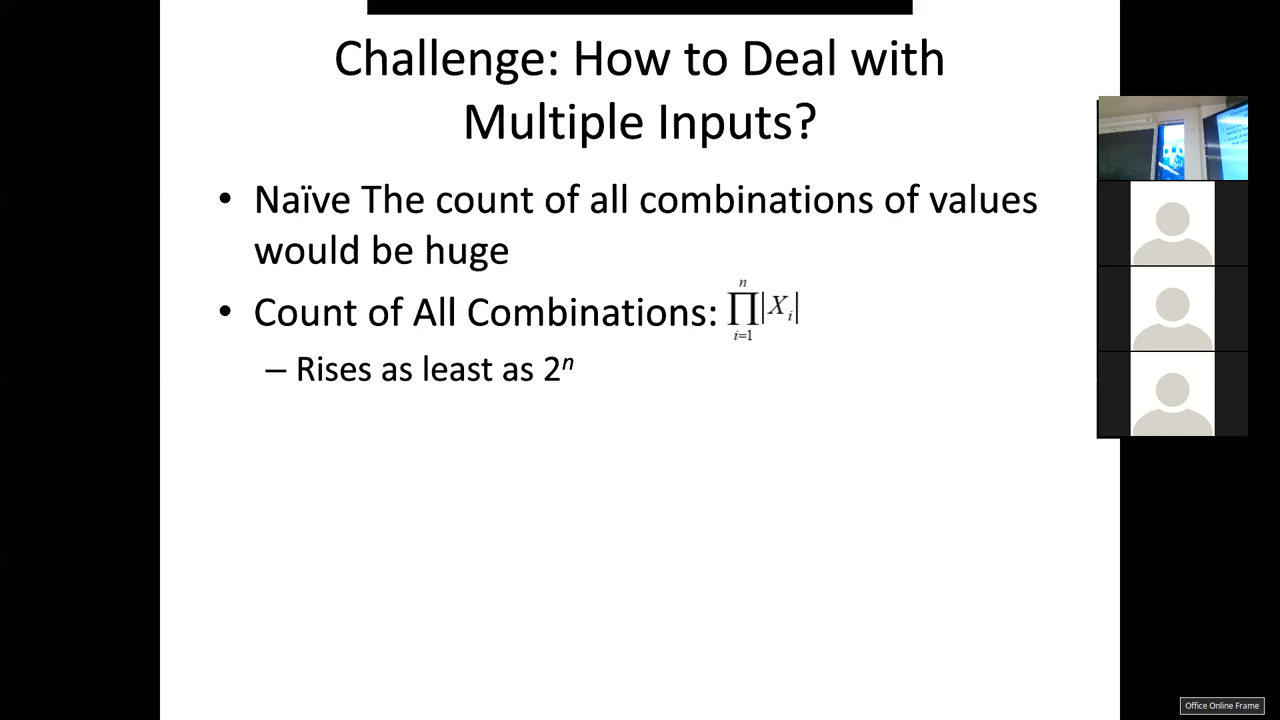 Challenge: How to Deal with
Multiple Inputs?
• Naïve The count of all combinations of values
would be huge
• Count of All Combinations: ∏_{i=1}^{n}|X_i|
– Rises as least as 2ⁿ
Office Online Frame